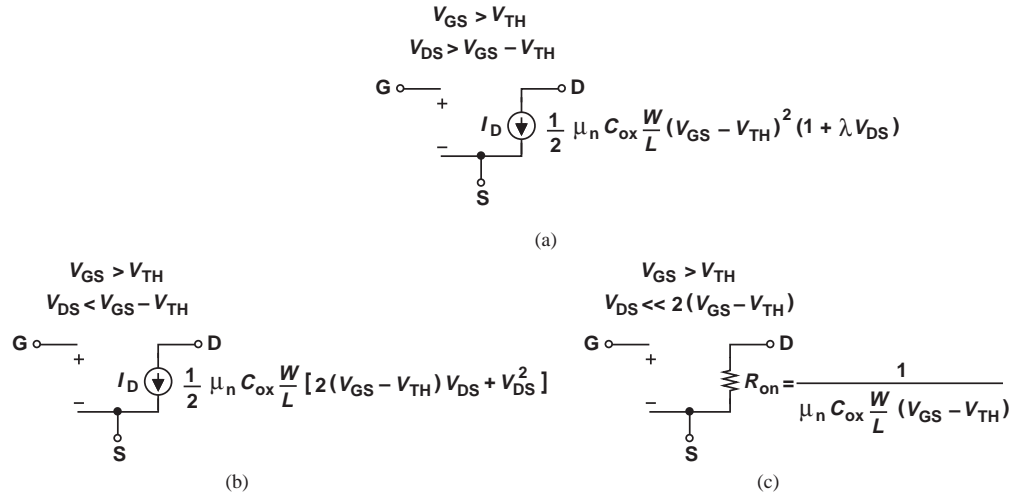 V_GS > V_TH
V_DS > V_GS – V_TH
G
+
D
I_D
1/2 μ_n C_ox W/L (V_GS – V_TH)^2 (1 + λV_DS)
–
S
(a)
V_GS > V_TH
V_DS < V_GS – V_TH
G
+
D
I_D
1/2 μ_n C_ox W/L [2(V_GS – V_TH) V_DS + V_DS^2]
–
S
(b)
V_GS > V_TH
V_DS << 2(V_GS – V_TH)
G
+
D
R_on = 1/(μ_n C_ox W/L (V_GS – V_TH))
–
S
(c)